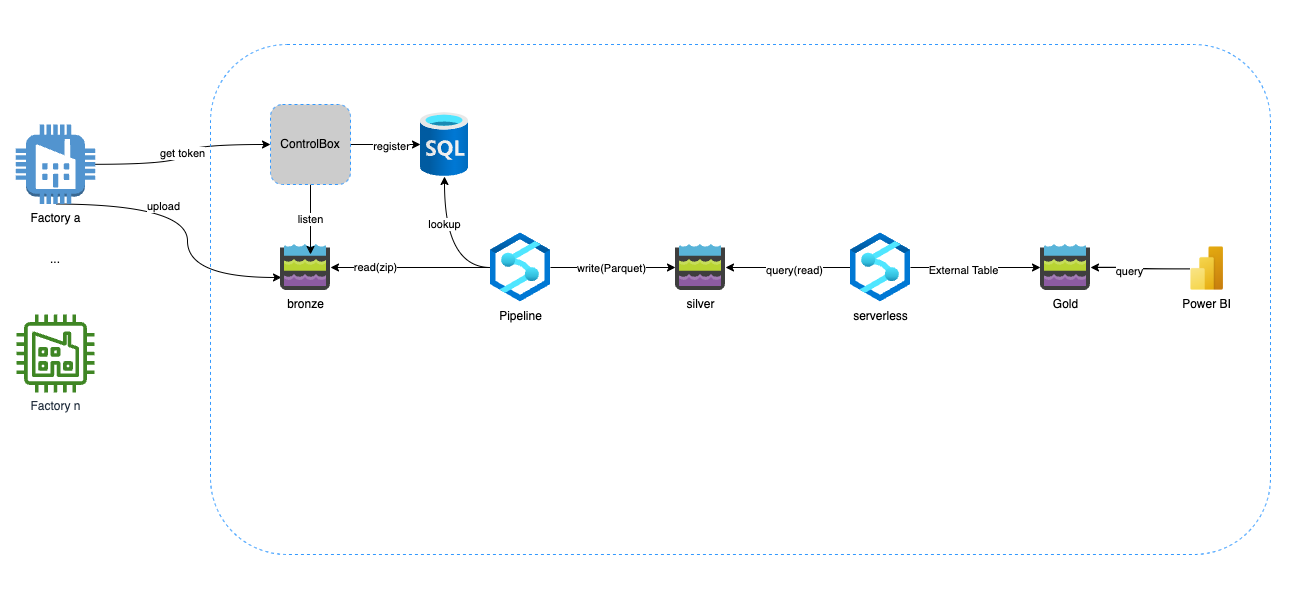 ControlBox
SQL
get token
register
Factory a
upload
listen
lookup
...
read(zip)
write(Parquet)
query(read)
External Table
query
bronze
Pipeline
silver
serverless
Gold
Power BI
Factory n